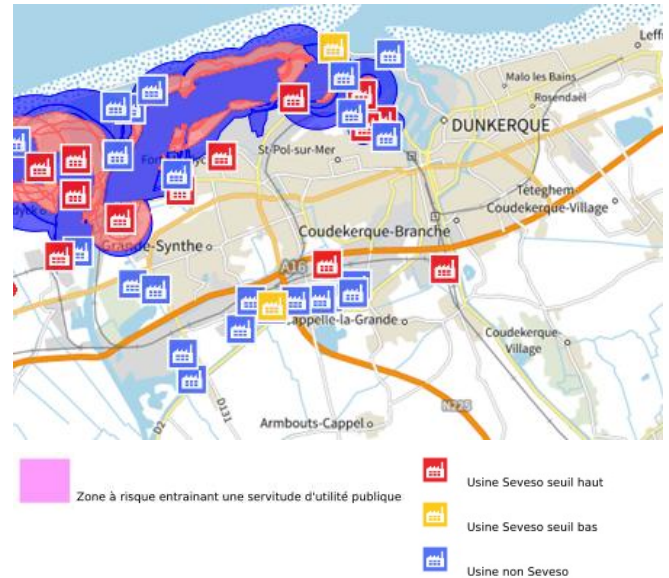 Leffr
Malo les Bains
Rosendaël
DUNKERQUE
St-Pol-sur-Mer
Téteghem-
Coudekerque-Village
Coudekerque-Branche
Grande-Synthe
A16
Cappelle-la-Grande
Coudekerque-
Village
D131
D2
N225
Armbouts-Cappel
Zone à risque entrainant une servitude d'utilité publique
Usine Seveso seuil haut
Usine Seveso seuil bas
Usine non Seveso